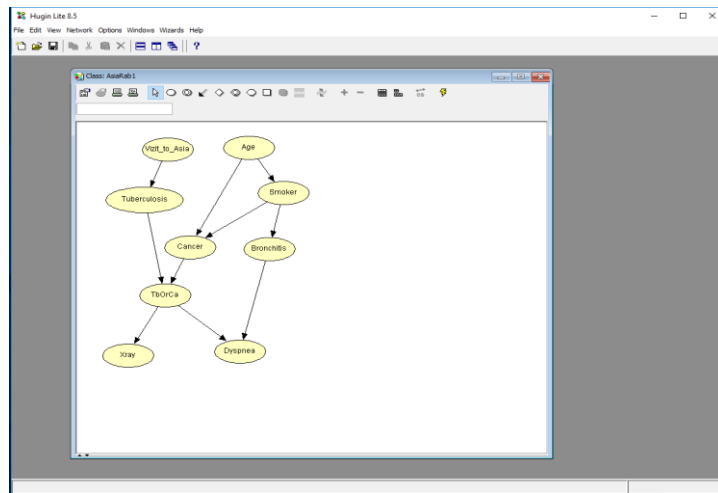 Hugin Lite 8.5
File Edit View Network Options Windows Wizards Help
Class: AsiaRab1
Vizit_to_Asia
Age
Tuberculosis
Smoker
Cancer
Bronchitis
TbOrCa
Xray
Dyspnea